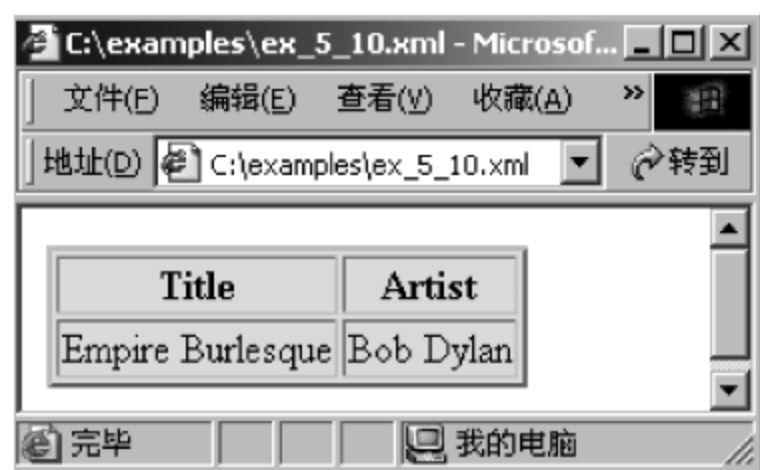 C:\examples\ex_5_10.xml - Microsof...
文件(F) 编辑(E) 查看(V) 收藏(A) »
地址(D) C:\examples\ex_5_10.xml 转到
Title Artist
Empire Burlesque Bob Dylan
完毕 我的电脑